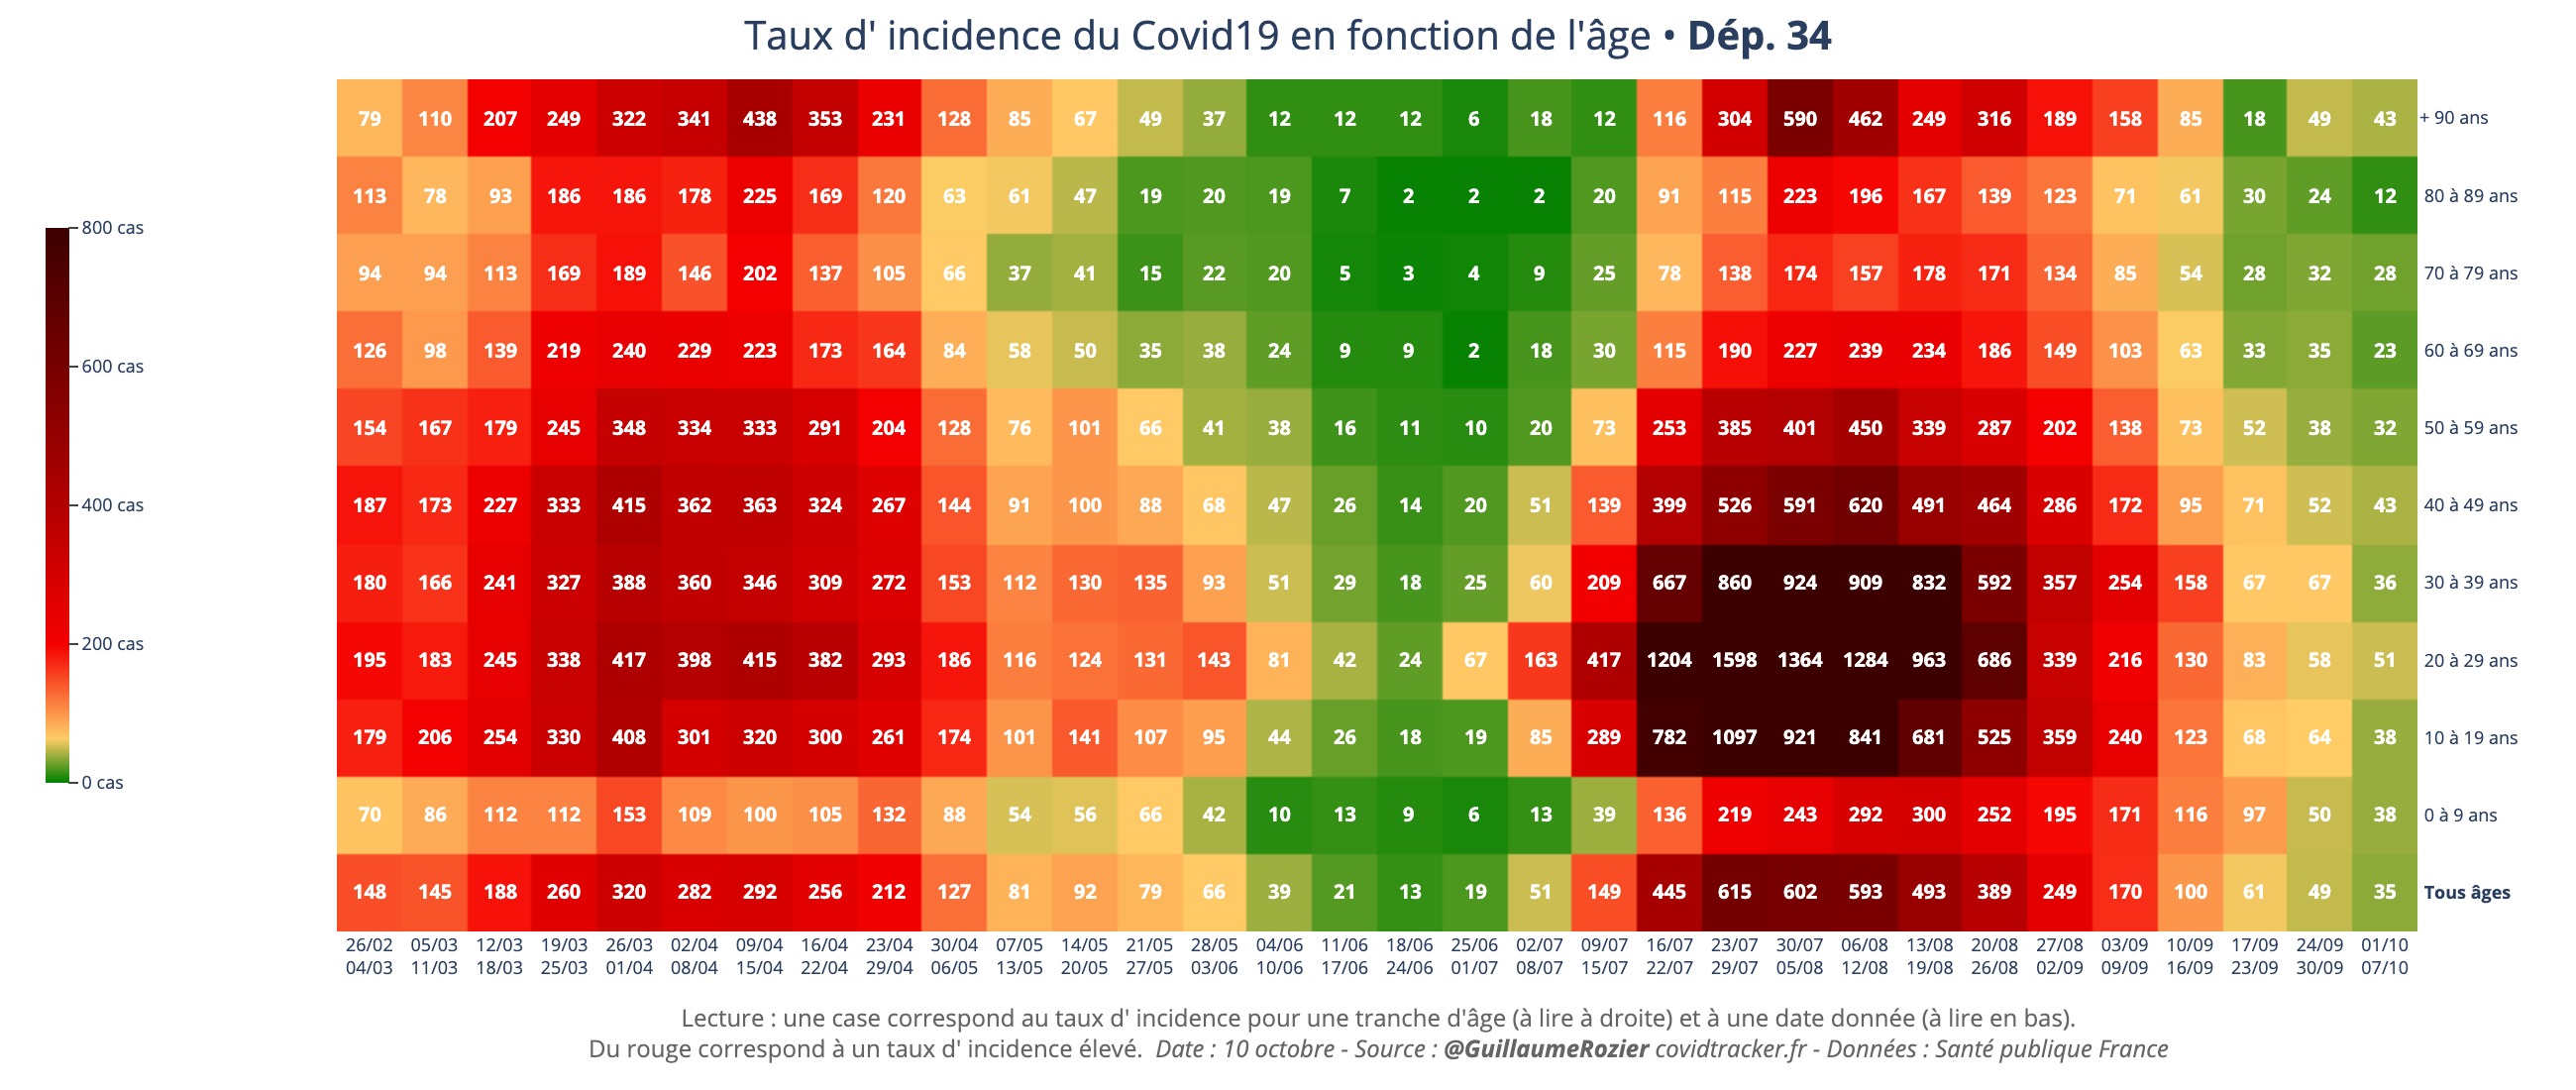 Taux d' incidence du Covid19 en fonction de l'âge • Dép. 34
800 cas
600 cas
400 cas
200 cas
0 cas
79 110 207 249 322 341 438 353 231 128 85 67 49 37 12 12 12 6 18 12 116 304 590 462 249 316 189 158 85 18 49 43 + 90 ans
113 78 93 186 186 178 225 169 120 63 61 47 19 20 19 7 2 2 2 20 91 115 223 196 167 139 123 71 61 30 24 12 80 à 89 ans
94 94 113 169 189 146 202 137 105 66 37 41 15 22 20 5 3 4 9 25 78 138 174 157 178 171 134 85 54 28 32 28 70 à 79 ans
126 98 139 219 240 229 223 173 164 84 58 50 35 38 24 9 9 2 18 30 115 190 227 239 234 186 149 103 63 33 35 23 60 à 69 ans
154 167 179 245 348 334 333 291 204 128 76 101 66 41 38 16 11 10 20 73 253 385 401 450 339 287 202 138 73 52 38 32 50 à 59 ans
187 173 227 333 415 362 363 324 267 144 91 100 88 68 47 26 14 20 51 139 399 526 591 620 491 464 286 172 95 71 52 43 40 à 49 ans
180 166 241 327 388 360 346 309 272 153 112 130 135 93 51 29 18 25 60 209 667 860 924 909 832 592 357 254 158 67 67 36 30 à 39 ans
195 183 245 338 417 398 415 382 293 186 116 124 131 143 81 42 24 67 163 417 1204 1598 1364 1284 963 686 339 216 130 83 58 51 20 à 29 ans
179 206 254 330 408 301 320 300 261 174 101 141 107 95 44 26 18 19 85 289 782 1097 921 841 681 525 359 240 123 68 64 38 10 à 19 ans
70 86 112 112 153 109 100 105 132 88 54 56 66 42 10 13 9 6 13 39 136 219 243 292 300 252 195 171 116 97 50 38 0 à 9 ans
148 145 188 260 320 282 292 256 212 127 81 92 79 66 39 21 13 19 51 149 445 615 602 593 493 389 249 170 100 61 49 35 Tous âges
26/02 05/03 12/03 19/03 26/03 02/04 09/04 16/04 23/04 30/04 07/05 14/05 21/05 28/05 04/06 11/06 18/06 25/06 02/07 09/07 16/07 23/07 30/07 06/08 13/08 20/08 27/08 03/09 10/09 17/09 24/09 01/10
04/03 11/03 18/03 25/03 01/04 08/04 15/04 22/04 29/04 06/05 13/05 20/05 27/05 03/06 10/06 17/06 24/06 01/07 08/07 15/07 22/07 29/07 05/08 12/08 19/08 26/08 02/09 09/09 16/09 23/09 30/09 07/10
Lecture : une case correspond au taux d' incidence pour une tranche d'âge (à lire à droite) et à une date donnée (à lire en bas).
Du rouge correspond à un taux d' incidence élevé. Date : 10 octobre - Source : @GuillaumeRozier covidtracker.fr - Données : Santé publique France